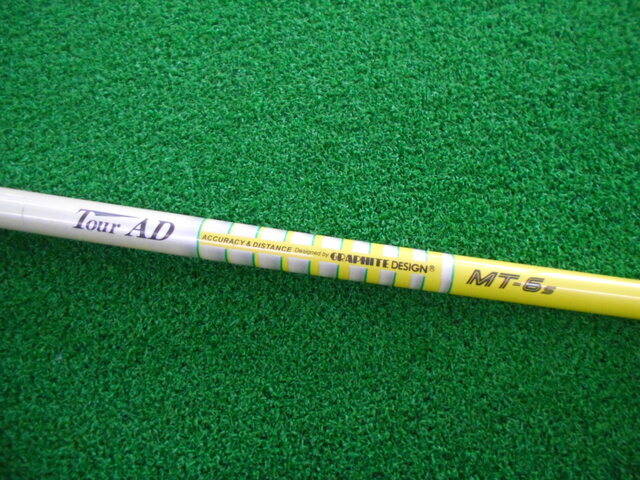 Tour AD
ACCURACY & DISTANCE Designed by GRAPHITE DESIGN®
MT-6s